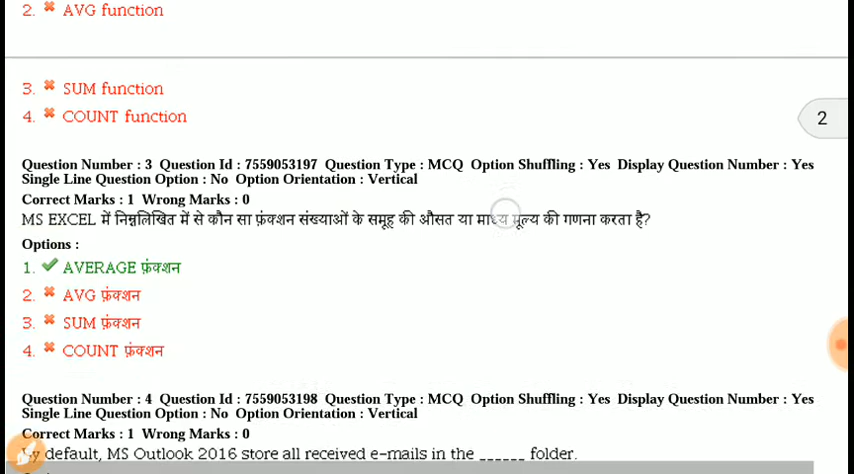 2. AVG function
3. SUM function
4. COUNT function
2
Question Number : 3 Question Id : 7559053197 Question Type : MCQ Option Shuffling : Yes Display Question Number : Yes
Single Line Question Option : No Option Orientation : Vertical
Correct Marks : 1 Wrong Marks : 0
MS EXCEL में निम्नलिखित में से कौन सा फ़ंक्शन संख्याओं के समूह की औसत या माध्य मूल्य की गणना करता है?
Options :
1. AVERAGE फ़ंक्शन
2. AVG फ़ंक्शन
3. SUM फ़ंक्शन
4. COUNT फ़ंक्शन
Question Number : 4 Question Id : 7559053198 Question Type : MCQ Option Shuffling : Yes Display Question Number : Yes
Single Line Question Option : No Option Orientation : Vertical
Correct Marks : 1 Wrong Marks : 0
By default, MS Outlook 2016 store all received e-mails in the ______ folder.